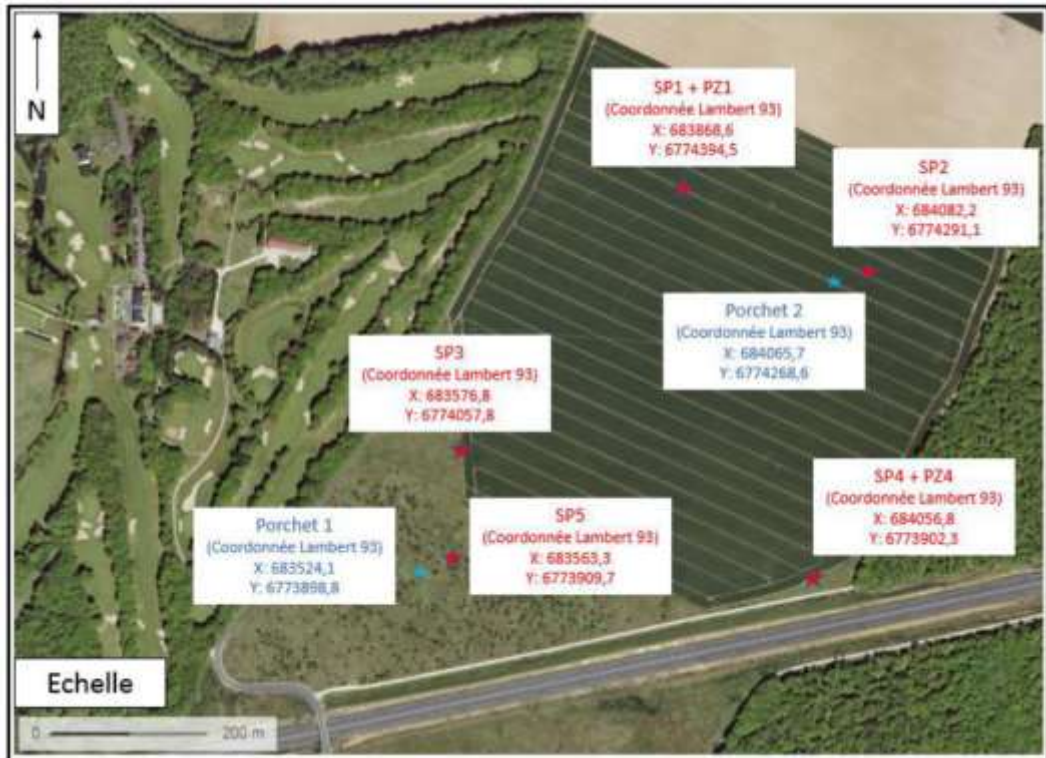 N
SP1 + PZ1
(Coordonnée Lambert 93)
X: 683868,6
Y: 6774394,5
SP2
(Coordonnée Lambert 93)
X: 684082,2
Y: 6774291,1
Porchet 2
(Coordonnée Lambert 93)
X: 684065,7
Y: 6774268,6
SP3
(Coordonnée Lambert 93)
X: 683576,8
Y: 6774057,8
SP4 + PZ4
(Coordonnée Lambert 93)
X: 684056,8
Y: 6773902,3
SP5
(Coordonnée Lambert 93)
X: 683563,3
Y: 6773909,7
Porchet 1
(Coordonnée Lambert 93)
X: 683524,1
Y: 6773898,8
Echelle
0 200 m